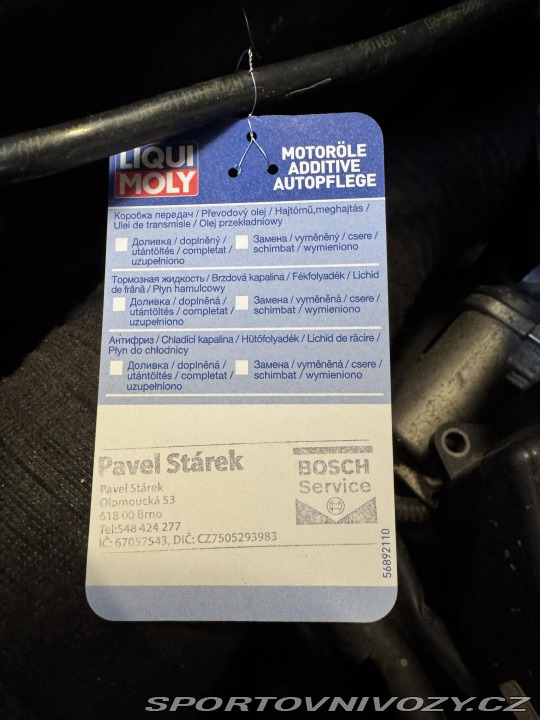 LIQUI
MOLY
MOTORÖLE
ADDITIVE
AUTOPFLEGE
Коробка передач / Převodový olej / Hajtómű,meghajtás /
Ulei de transmisie / Olej przekładniowy
Доливка / doplněný /
utántöltés / completat /
uzupełniono
Замена / vyměněný / csere /
schimbat / wymieniono
Тормозная жидкость / Brzdová kapalina / Fékfolyadék / Lichid
de frână / Płyn hamulcowy
Доливка / doplněná /
utántöltés / completat /
uzupełniono
Замена / vyměněná / csere /
schimbat / wymieniono
Антифриз / Chladící kapalina / Hűtőfolyadék / Lichid de răcire /
Płyn do chłodnicy
Доливка / doplněná /
utántöltés / completat /
uzupełniono
Замена / vyměněná / csere /
schimbat / wymieniono
Pavel Stárek
Pavel Stárek
Olomoucká 53
618 00 Brno
Tel:548 424 277
IČ: 67057543, DIČ: CZ7505293983
BOSCH
Service
56892110
SPORTOVNIVOZY.CZ